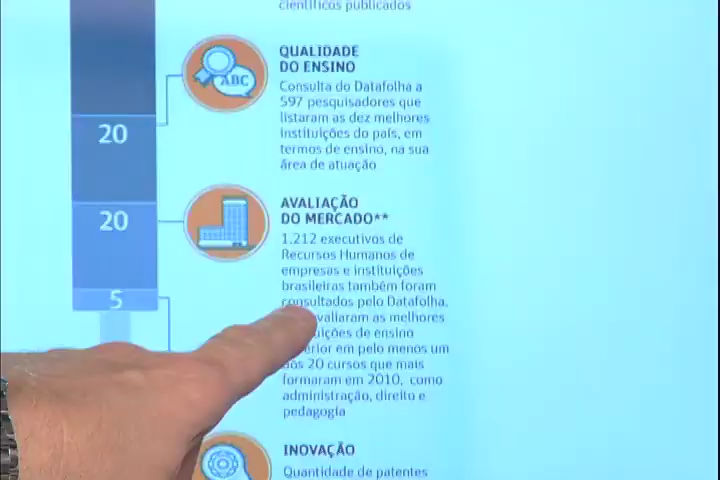 científicos publicados
QUALIDADE
DO ENSINO
ABC
Consulta do Datafolha a
597 pesquisadores que
listaram as dez melhores
instituições do país, em
termos de ensino, na sua
área de atuação
20
AVALIAÇÃO
DO MERCADO**
20
1.212 executivos de
Recursos Humanos de
empresas e instituições
brasileiras também foram
consultados pelo Datafolha.
5
as melhores
de ensino
em pelo menos um
20 cursos que mais
formaram em 2010, como
administração, direito e
pedagogia
INOVAÇÃO
Quantidade de patentes